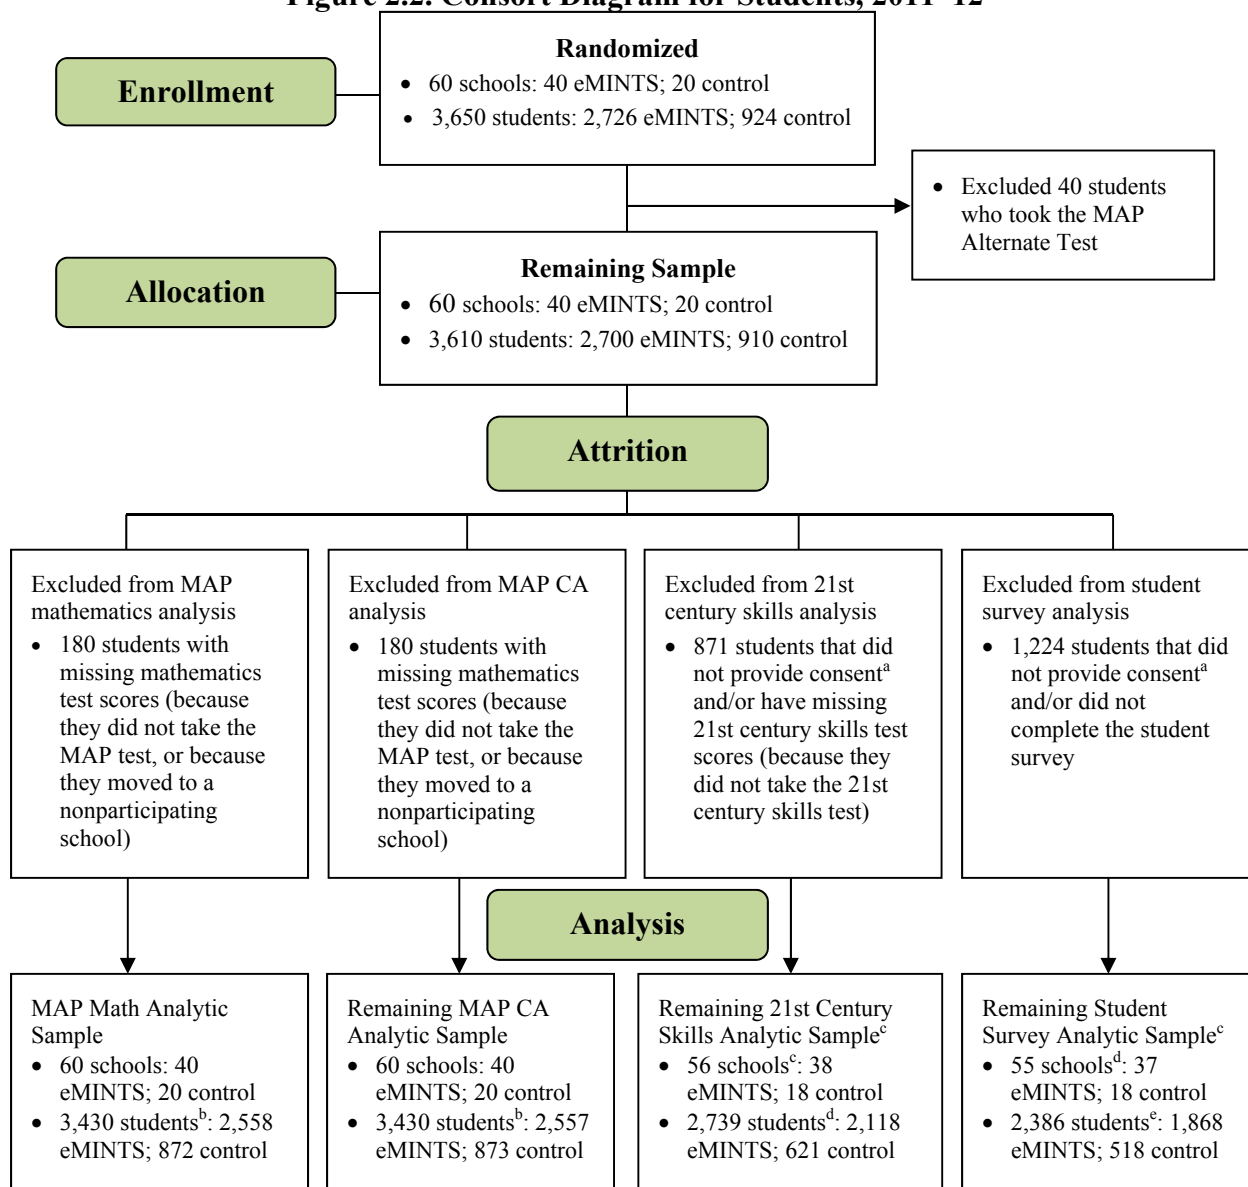 Figure 2.2. Consort Diagram for Students, 2011–12
Randomized
• 60 schools: 40 eMINTS; 20 control
• 3,650 students: 2,726 eMINTS; 924 control
Enrollment
• Excluded 40 students
who took the MAP
Alternate Test
Remaining Sample
• 60 schools: 40 eMINTS; 20 control
• 3,610 students: 2,700 eMINTS; 910 control
Allocation
Attrition
Excluded from MAP
mathematics analysis
• 180 students with
missing mathematics
test scores (because
they did not take the
MAP test, or because
they moved to a
nonparticipating
school)
Excluded from MAP CA
analysis
• 180 students with
missing mathematics
test scores (because
they did not take the
MAP test, or because
they moved to a
nonparticipating
school)
Excluded from 21st
century skills analysis
• 871 students that did
not provide consentᵃ
and/or have missing
21st century skills test
scores (because they
did not take the 21st
century skills test)
Excluded from student
survey analysis
• 1,224 students that did
not provide consentᵃ
and/or did not
complete the student
survey
Analysis
MAP Math Analytic
Sample
• 60 schools: 40
eMINTS; 20 control
• 3,430 studentsᵇ: 2,558
eMINTS; 872 control
Remaining MAP CA
Analytic Sample
• 60 schools: 40
eMINTS; 20 control
• 3,430 studentsᵇ: 2,557
eMINTS; 873 control
Remaining 21st Century
Skills Analytic Sampleᶜ
• 56 schoolsᶜ: 38
eMINTS; 18 control
• 2,739 studentsᵈ: 2,118
eMINTS; 621 control
Remaining Student
Survey Analytic Sampleᶜ
• 55 schoolsᵈ: 37
eMINTS; 18 control
• 2,386 studentsᵉ: 1,868
eMINTS; 518 control